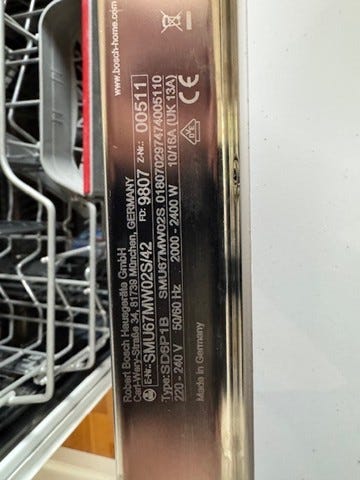 Robert Bosch Hausgeräte GmbH
Carl-Wery-Straße 34, 81739 München, GERMANY
www.bosch-home.com
E-Nr.: SMU67MW02S/42 FD: 9807 Z-Nr.: 00511
Type: SD6P1B SMU67MW02S 018070297474005110
220 - 240 V 50/60 Hz 2000 - 2400 W 10/16A (UK 13A)
Made in Germany
CE